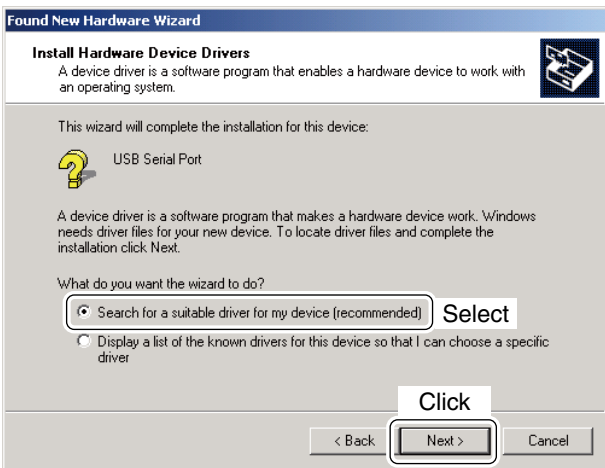 Found New Hardware Wizard
Install Hardware Device Drivers
A device driver is a software program that enables a hardware device to work with
an operating system.
This wizard will complete the installation for this device:
USB Serial Port
A device driver is a software program that makes a hardware device work. Windows
needs driver files for your new device. To locate driver files and complete the
installation click Next.
What do you want the wizard to do?
Search for a suitable driver for my device (recommended) Select
Display a list of the known drivers for this device so that I can choose a specific
driver
Click
< Back Next > Cancel